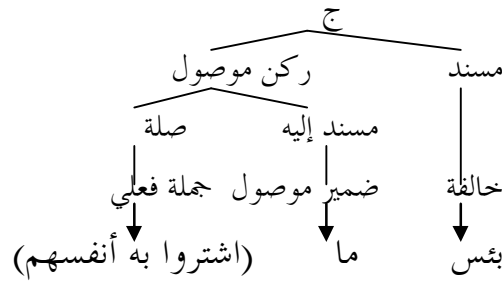 ج
مسند ركن موصول
مسند إليه صلة
خالفة ضمير موصول جملة فعلي
بئس ما (اشتروا به أنفسهم)